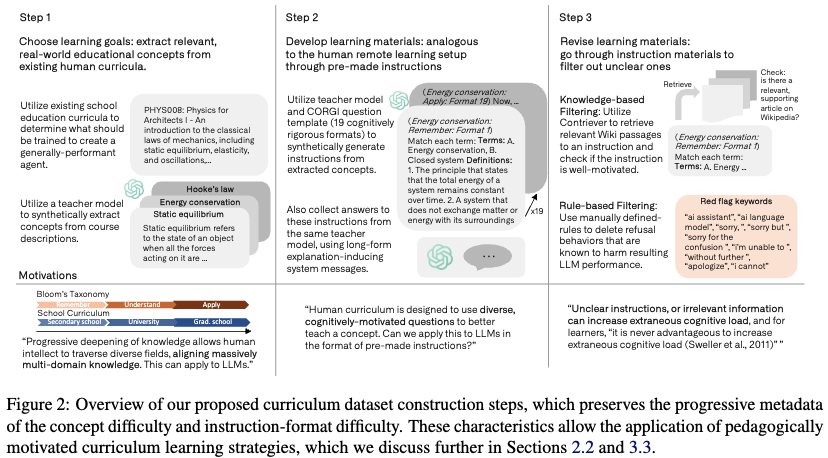 Step 1
Choose learning goals: extract relevant,
real-world educational concepts from
existing human curricula.
Utilize existing school
education curricula to
determine what should
be trained to create a
generally-performant
agent.
PHYS008: Physics for
Architects I - An
introduction to the classical
laws of mechanics, including
static equilibrium, elasticity,
and oscillations,...
Utilize a teacher model
to synthetically extract
concepts from course
descriptions.
Hooke's law
Energy conservation
Static equilibrium
Static equilibrium refers
to the state of an object
when all the forces
acting on it are ...
Step 2
Develop learning materials: analogous
to the human remote learning setup
through pre-made instructions
Utilize teacher model
and CORGI question
template (19 cognitively
rigorous formats) to
synthetically generate
instructions from
extracted concepts.
(Energy conservation:
Apply: Format 19) Now, ...
(Energy conservation:
Remember: Format 1)
Match each term: Terms: A.
Energy conservation, B.
Closed system Definitions:
1. The principle that states
that the total energy of a
system remains constant
over time. 2. A system that
does not exchange matter or
energy with its surroundings
x19
Also collect answers to
these instructions from
the same teacher
model, using long-form
explanation-inducing
system messages.
...
Step 3
Revise learning materials:
go through instruction materials to
filter out unclear ones
Retrieve
Check:
is there a
relevant,
supporting
article on
Wikipedia?
Knowledge-based
Filtering: Utilize
Contriever to retrieve
relevant Wiki passages
to an instruction and
check if the instruction
is well-motivated.
(Energy conservation:
Remember: Format 1)
Match each term:
Terms: A, Energy ...
Rule-based Filtering:
Use manually defined-
rules to delete refusal
behaviors that are
known to harm resulting
LLM performance.
Red flag keywords
"ai assistant", "ai language
model", "sorry, ", "sorry but ",
"sorry for the
confusion ", "i'm unable to ",
"without further ",
"apologize", "i cannot"
Motivations
Bloom's Taxonomy
Remember Understand Apply
School Curriculum
Secondary school University Grad. school
"Progressive deepening of knowledge allows human
intellect to traverse diverse fields, aligning massively
multi-domain knowledge. This can apply to LLMs."
"Human curriculum is designed to use diverse,
cognitively-motivated questions to better
teach a concept. Can we apply this to LLMs in
the format of pre-made instructions?"
"Unclear instructions, or irrelevant information
can increase extraneous cognitive load, and for
learners, "it is never advantageous to increase
extraneous cognitive load (Sweller et al., 2011)" "
Figure 2: Overview of our proposed curriculum dataset construction steps, which preserves the progressive metadata
of the concept difficulty and instruction-format difficulty. These characteristics allow the application of pedagogically
motivated curriculum learning strategies, which we discuss further in Sections 2.2 and 3.3.